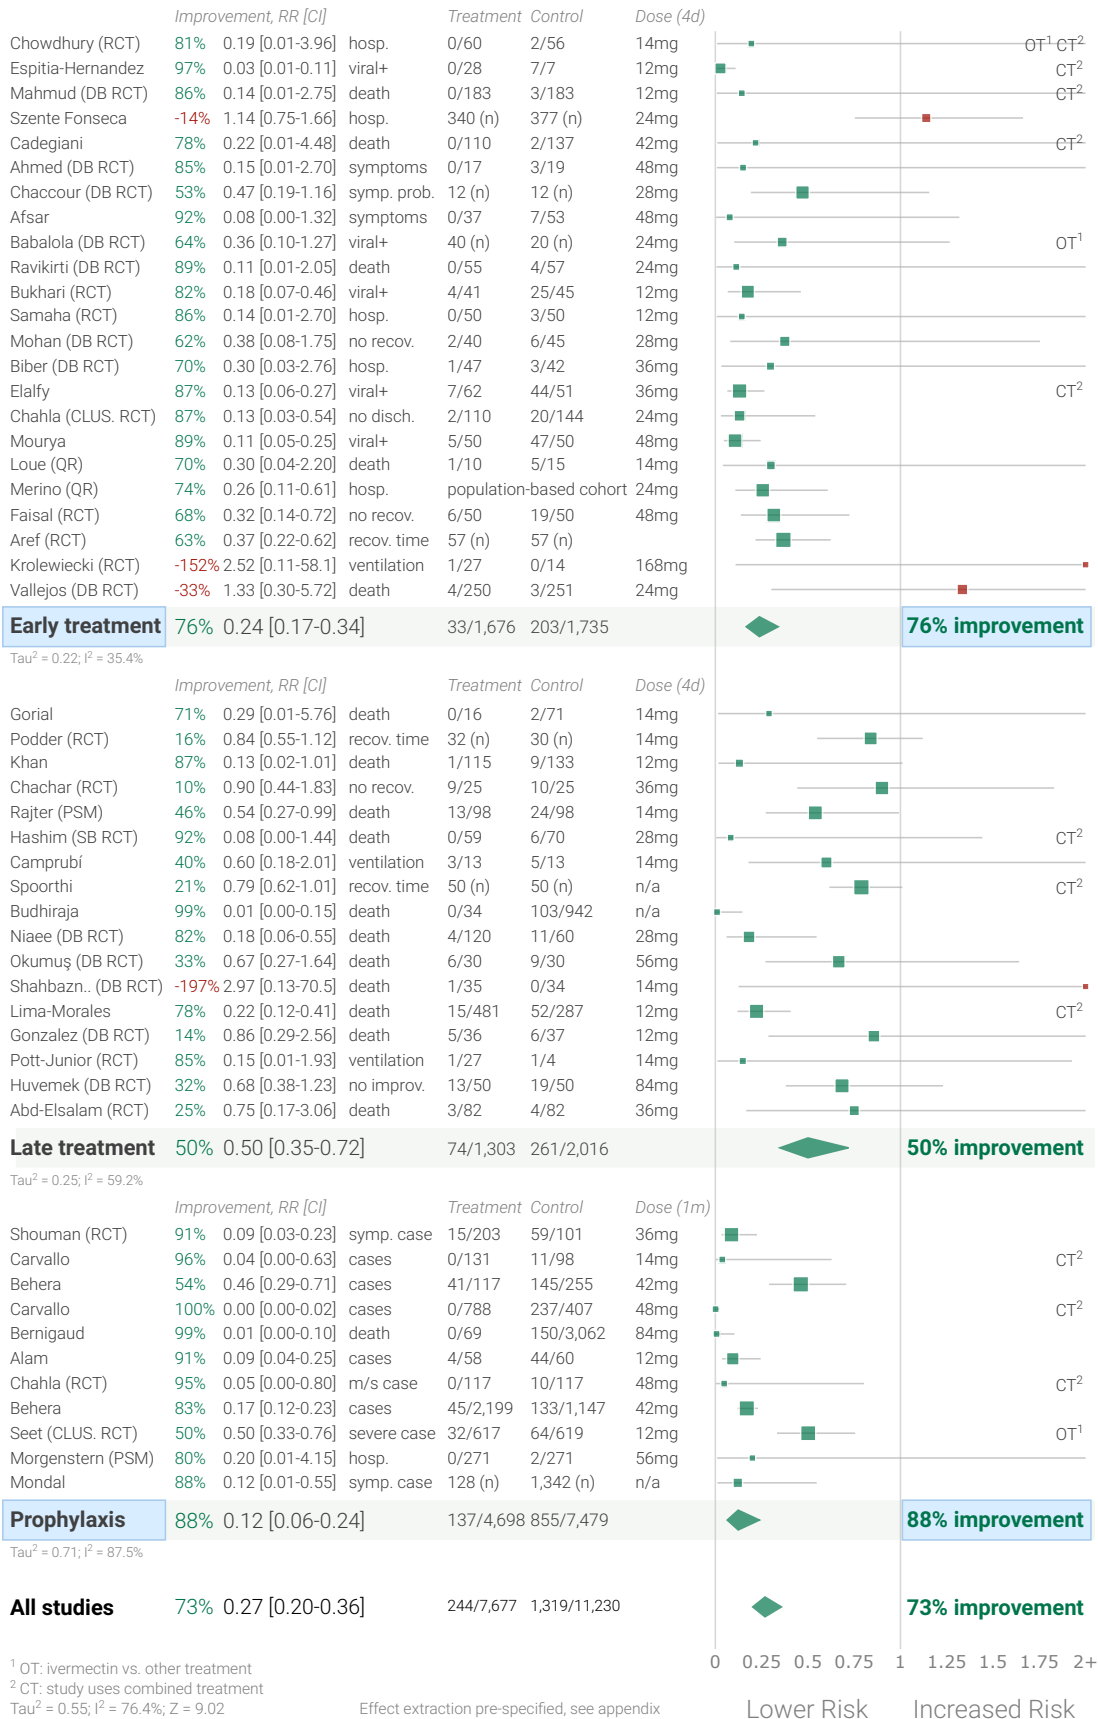 Improvement, RR [CI] Treatment Control Dose (4d)
Chowdhury (RCT) 81% 0.19 [0.01-3.96] hosp. 0/60 2/56 14mg OT¹ CT²
Espitia-Hernandez 97% 0.03 [0.01-0.11] viral+ 0/28 7/7 12mg CT²
Mahmud (DB RCT) 86% 0.14 [0.01-2.75] death 0/183 3/183 12mg CT²
Szente Fonseca -14% 1.14 [0.75-1.66] hosp. 340 (n) 377 (n) 24mg
Cadegiani 78% 0.22 [0.01-4.48] death 0/110 2/137 42mg CT²
Ahmed (DB RCT) 85% 0.15 [0.01-2.70] symptoms 0/17 3/19 48mg
Chaccour (DB RCT) 53% 0.47 [0.19-1.16] symp. prob. 12 (n) 12 (n) 28mg
Afsar 92% 0.08 [0.00-1.32] symptoms 0/37 7/53 48mg
Babalola (DB RCT) 64% 0.36 [0.10-1.27] viral+ 40 (n) 20 (n) 24mg OT¹
Ravikirti (DB RCT) 89% 0.11 [0.01-2.05] death 0/55 4/57 24mg
Bukhari (RCT) 82% 0.18 [0.07-0.46] viral+ 4/41 25/45 12mg
Samaha (RCT) 86% 0.14 [0.01-2.70] hosp. 0/50 3/50 12mg
Mohan (DB RCT) 62% 0.38 [0.08-1.75] no recov. 2/40 6/45 28mg
Biber (DB RCT) 70% 0.30 [0.03-2.76] hosp. 1/47 3/42 36mg
Elalfy 87% 0.13 [0.06-0.27] viral+ 7/62 44/51 36mg CT²
Chahla (CLUS. RCT) 87% 0.13 [0.03-0.54] no disch. 2/110 20/144 24mg
Mourya 89% 0.11 [0.05-0.25] viral+ 5/50 47/50 48mg
Loue (QR) 70% 0.30 [0.04-2.20] death 1/10 5/15 14mg
Merino (QR) 74% 0.26 [0.11-0.61] hosp. population-based cohort 24mg
Faisal (RCT) 68% 0.32 [0.14-0.72] no recov. 6/50 19/50 48mg
Aref (RCT) 63% 0.37 [0.22-0.62] recov. time 57 (n) 57 (n)
Krolewiecki (RCT) -152% 2.52 [0.11-58.1] ventilation 1/27 0/14 168mg
Vallejos (DB RCT) -33% 1.33 [0.30-5.72] death 4/250 3/251 24mg
Early treatment 76% 0.24 [0.17-0.34] 33/1,676 203/1,735 76% improvement
Tau² = 0.22; I² = 35.4%
Improvement, RR [CI] Treatment Control Dose (4d)
Gorial 71% 0.29 [0.01-5.76] death 0/16 2/71 14mg
Podder (RCT) 16% 0.84 [0.55-1.12] recov. time 32 (n) 30 (n) 14mg
Khan 87% 0.13 [0.02-1.01] death 1/115 9/133 12mg
Chachar (RCT) 10% 0.90 [0.44-1.83] no recov. 9/25 10/25 36mg
Rajter (PSM) 46% 0.54 [0.27-0.99] death 13/98 24/98 14mg
Hashim (SB RCT) 92% 0.08 [0.00-1.44] death 0/59 6/70 28mg CT²
Camprubí 40% 0.60 [0.18-2.01] ventilation 3/13 5/13 14mg
Spoorthi 21% 0.79 [0.62-1.01] recov. time 50 (n) 50 (n) n/a CT²
Budhiraja 99% 0.01 [0.00-0.15] death 0/34 103/942 n/a
Niaee (DB RCT) 82% 0.18 [0.06-0.55] death 4/120 11/60 28mg
Okumuş (DB RCT) 33% 0.67 [0.27-1.64] death 6/30 9/30 56mg
Shahbazn.. (DB RCT) -197% 2.97 [0.13-70.5] death 1/35 0/34 14mg
Lima-Morales 78% 0.22 [0.12-0.41] death 15/481 52/287 12mg CT²
Gonzalez (DB RCT) 14% 0.86 [0.29-2.56] death 5/36 6/37 12mg
Pott-Junior (RCT) 85% 0.15 [0.01-1.93] ventilation 1/27 1/4 14mg
Huvemek (DB RCT) 32% 0.68 [0.38-1.23] no improv. 13/50 19/50 84mg
Abd-Elsalam (RCT) 25% 0.75 [0.17-3.06] death 3/82 4/82 36mg
Late treatment 50% 0.50 [0.35-0.72] 74/1,303 261/2,016 50% improvement
Tau² = 0.25; I² = 59.2%
Improvement, RR [CI] Treatment Control Dose (1m)
Shouman (RCT) 91% 0.09 [0.03-0.23] symp. case 15/203 59/101 36mg
Carvallo 96% 0.04 [0.00-0.63] cases 0/131 11/98 14mg CT²
Behera 54% 0.46 [0.29-0.71] cases 41/117 145/255 42mg
Carvallo 100% 0.00 [0.00-0.02] cases 0/788 237/407 48mg CT²
Bernigaud 99% 0.01 [0.00-0.10] death 0/69 150/3,062 84mg
Alam 91% 0.09 [0.04-0.25] cases 4/58 44/60 12mg
Chahla (RCT) 95% 0.05 [0.00-0.80] m/s case 0/117 10/117 48mg CT²
Behera 83% 0.17 [0.12-0.23] cases 45/2,199 133/1,147 42mg
Seet (CLUS. RCT) 50% 0.50 [0.33-0.76] severe case 32/617 64/619 12mg OT¹
Morgenstern (PSM) 80% 0.20 [0.01-4.15] hosp. 0/271 2/271 56mg
Mondal 88% 0.12 [0.01-0.55] symp. case 128 (n) 1,342 (n) n/a
Prophylaxis 88% 0.12 [0.06-0.24] 137/4,698 855/7,479 88% improvement
Tau² = 0.71; I² = 87.5%
All studies 73% 0.27 [0.20-0.36] 244/7,677 1,319/11,230 73% improvement
0 0.25 0.5 0.75 1 1.25 1.5 1.75 2+
¹ OT: ivermectin vs. other treatment
² CT: study uses combined treatment
Tau² = 0.55; I² = 76.4%; Z = 9.02 Effect extraction pre-specified, see appendix Lower Risk Increased Risk